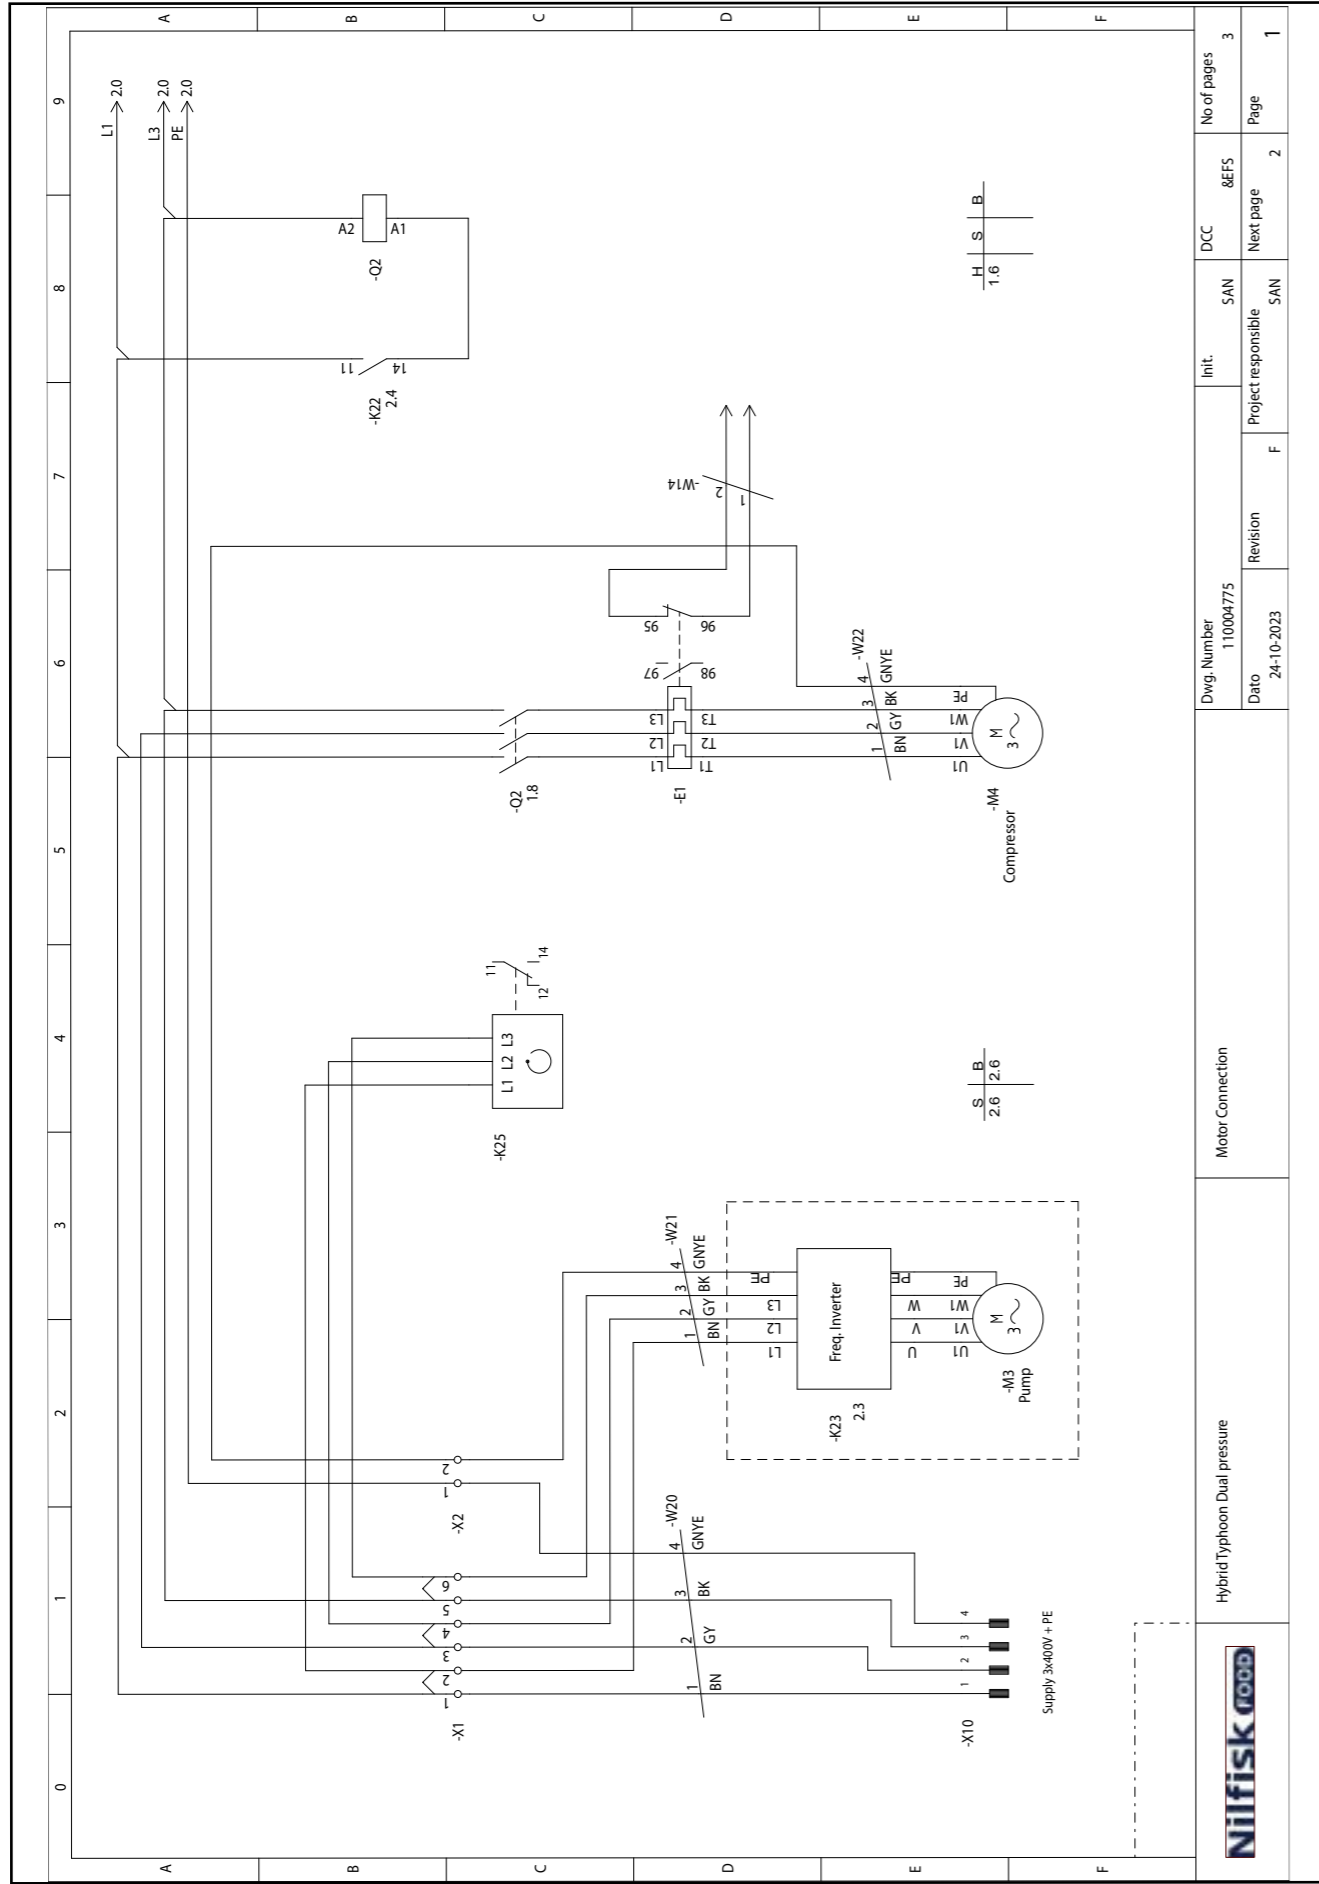 0 1 2 3 4 5 6 7 8 9
A
B
C
D
E
F
A
B
C
D
E
F
L1 2.0
L3 2.0
PE 2.0
-X1
1 2 3 4 5 6
-X2
1 2
-W20
1 2 3 4
BN GY BK GNYE
-X10
1 2 3 4
Supply 3x400V + PE
-W21
1 2 3 4
BN GY BK GNYE
L1 L2 L3 PE
-K23
2.3
Freq. Inverter
U V W PE
U1 V1 W1 PE
-M3
Pump
M
3
-K25
L1 L2 L3
11
12 14
S B
2.6 2.6
-Q2
1.8
-E1
L1 L2 L3
T1 T2 T3
97
98
95
96
-W14
1 2
-W22
1 2 3 4
BN GY BK GNYE
U1 V1 W1 PE
-M4
Compressor
M
3
-K22
2.4
11
14
-Q2
A2
A1
H S B
1.6
Nilfisk FOOD
Hybrid Typhoon Dual pressure
Motor Connection
Dwg. Number
110004775
Init.
SAN
DCC
&EFS
No of pages
3
Dato
24-10-2023
Revision
F
Project responsible
SAN
Next page
2
Page
1